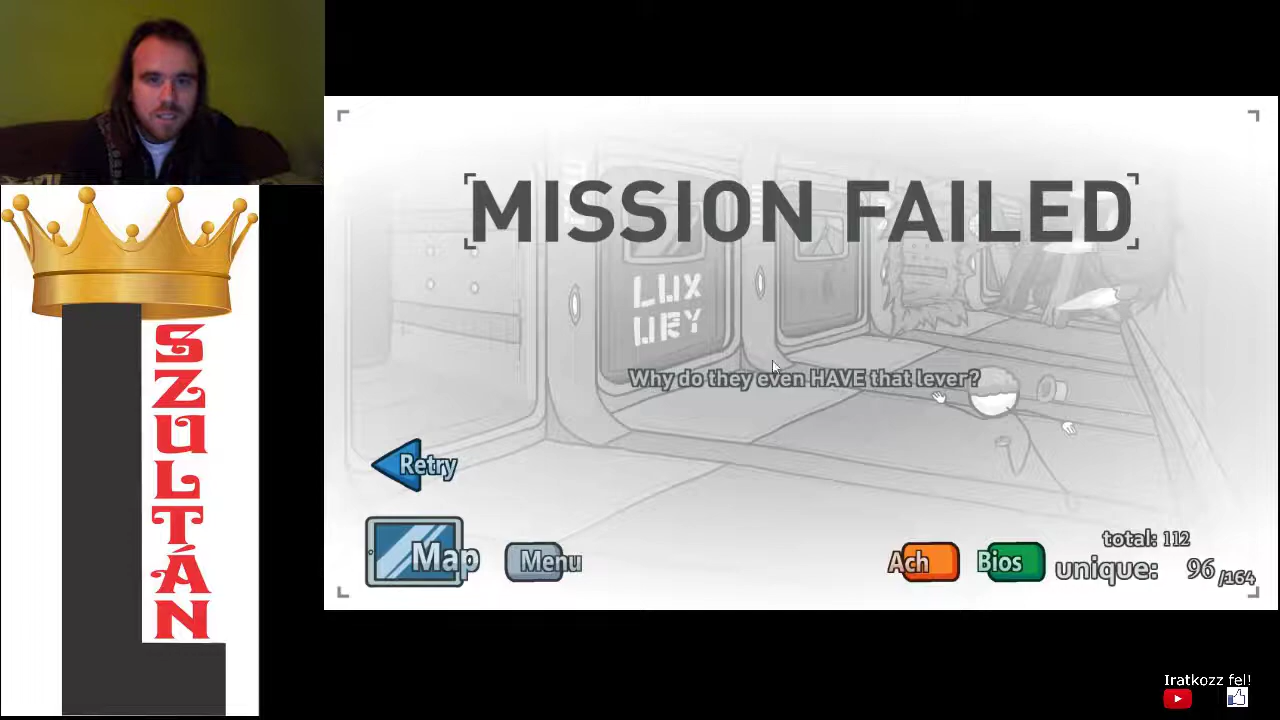 MISSION FAILED
LUX
URY
Why do they even HAVE that lever?
Retry
Map
Menu
Ach
Bios
total: 112
unique: 96 /164
L SZULTÁN
Iratkozz fel!